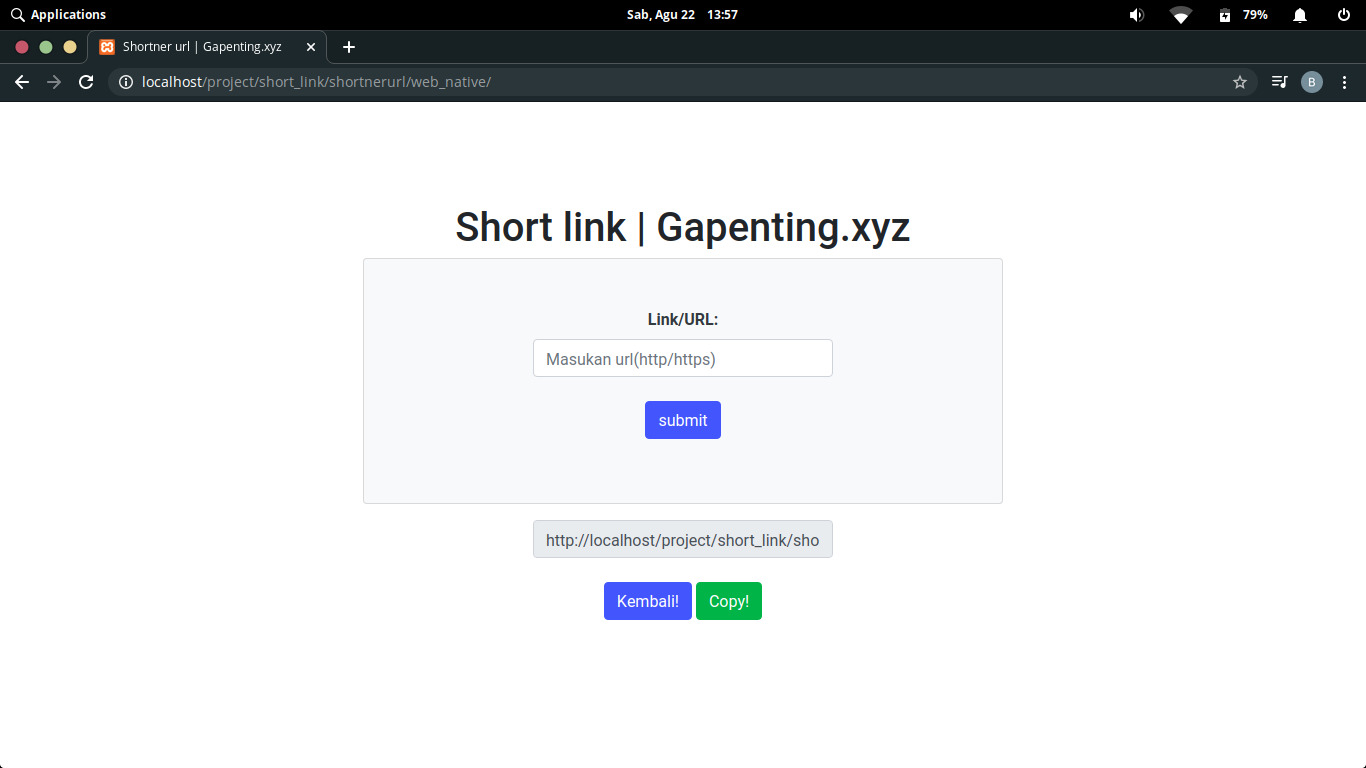 Applications
Sab, Agu 22 13:57
79%
Shortner url | Gapenting.xyz
localhost/project/short_link/shortnerurl/web_native/
B
Short link | Gapenting.xyz
Link/URL:
Masukan url(http/https)
submit
http://localhost/project/short_link/sho
Kembali!
Copy!